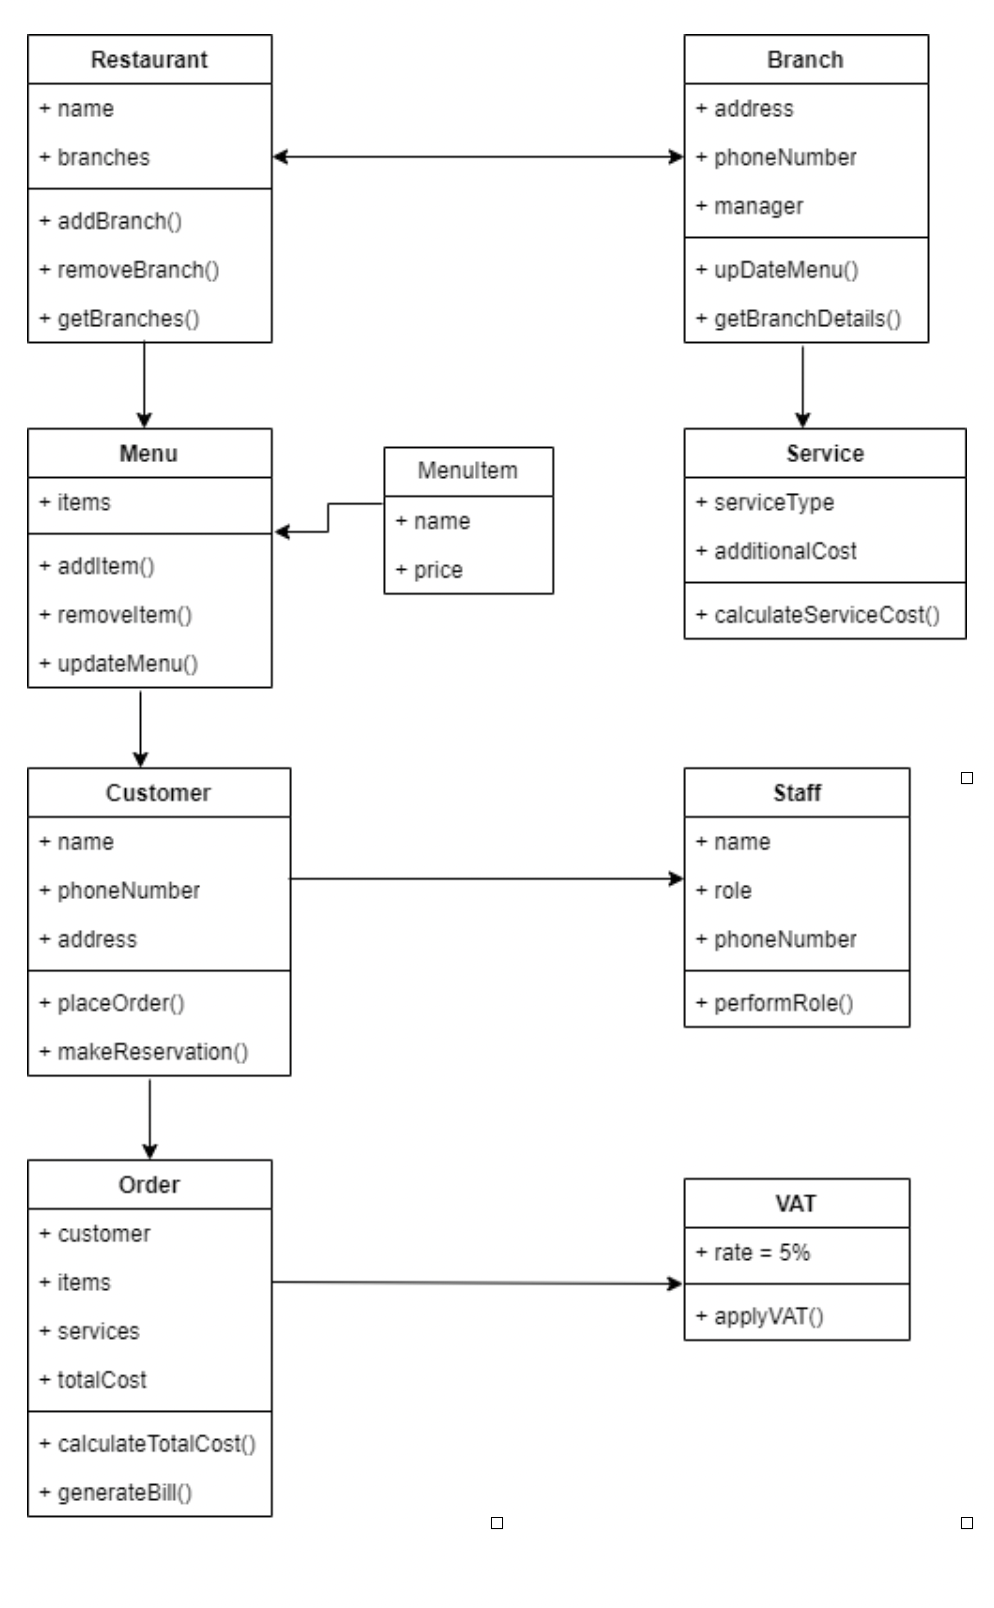 Restaurant
+ name
+ branches
+ addBranch()
+ removeBranch()
+ getBranches()
Branch
+ address
+ phoneNumber
+ manager
+ upDateMenu()
+ getBranchDetails()
Menu
+ items
+ addItem()
+ removeItem()
+ updateMenu()
MenuItem
+ name
+ price
Service
+ serviceType
+ additionalCost
+ calculateServiceCost()
Customer
+ name
+ phoneNumber
+ address
+ placeOrder()
+ makeReservation()
Staff
+ name
+ role
+ phoneNumber
+ performRole()
Order
+ customer
+ items
+ services
+ totalCost
+ calculateTotalCost()
+ generateBill()
VAT
+ rate = 5%
+ applyVAT()